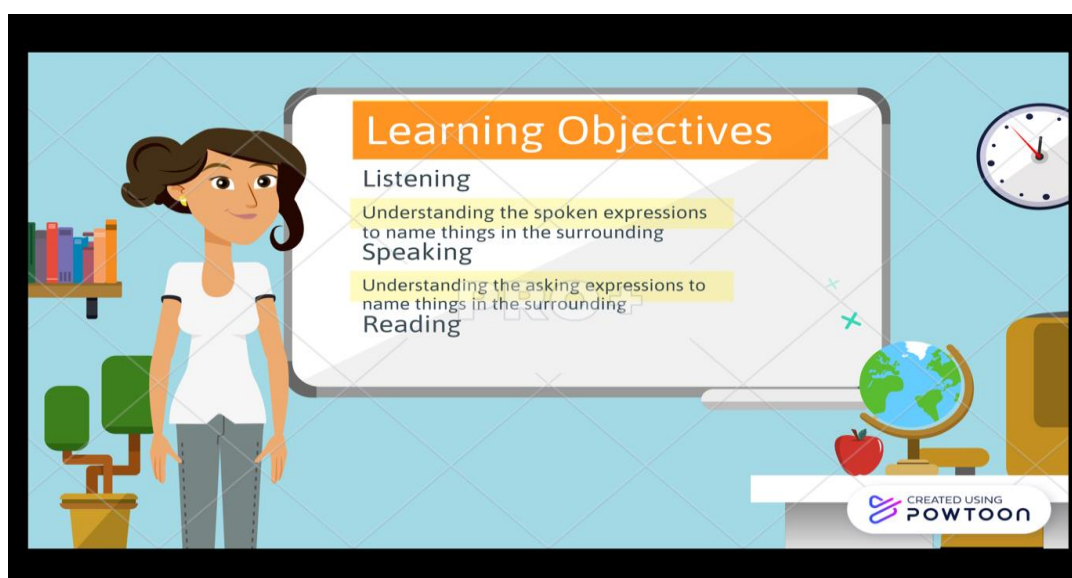 Learning Objectives
Listening
Understanding the spoken expressions
to name things in the surrounding
Speaking
Understanding the asking expressions to
name things in the surrounding
Reading
PRO+
CREATED USING
POWTOON